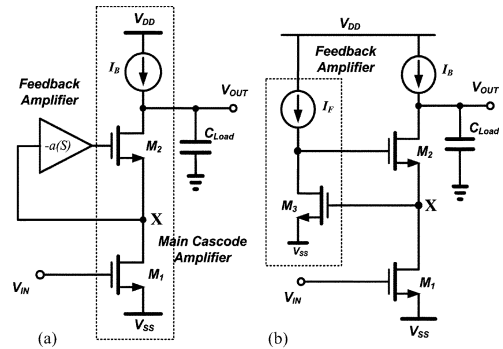 V_DD
I_B
Feedback
Amplifier
V_OUT
-a(S)
M_2
C_Load
X
Main Cascode
Amplifier
V_IN
M_1
V_SS
(a)
V_DD
Feedback
Amplifier
I_B
I_F
V_OUT
M_2
C_Load
M_3
X
V_SS
V_IN
M_1
V_SS
(b)